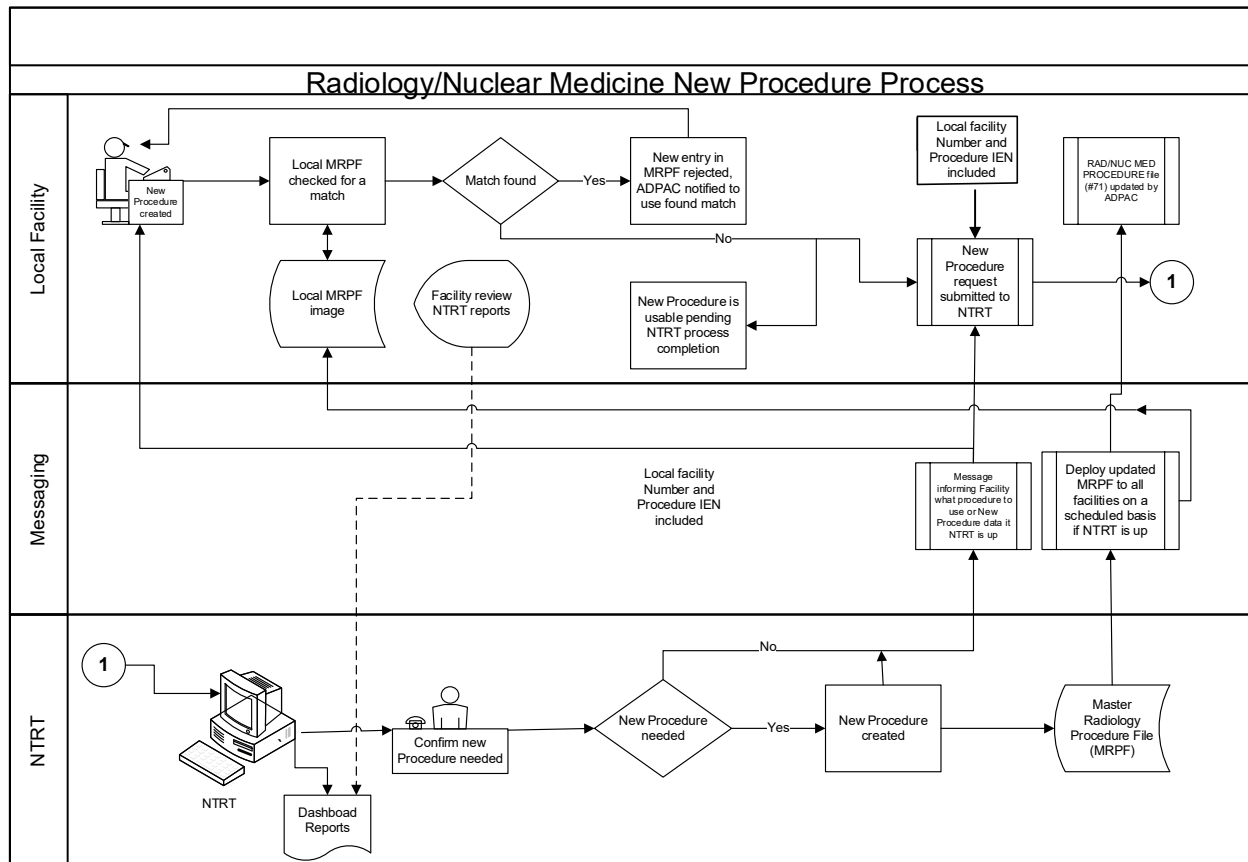 Radiology/Nuclear Medicine New Procedure Process
Local Facility
New
Procedure
created
Local MRPF
checked for a
match
Match found
Yes
New entry in
MRPF rejected,
ADPAC notified to
use found match
Local facility
Number and
Procedure IEN
included
RAD/NUC MED
PROCEDURE file
(#71) updated by
ADPAC
No
Local MRPF
image
Facility review
NTRT reports
New Procedure is
usable pending
NTRT process
completion
New
Procedure
request
submitted to
NTRT
1
Messaging
Local facility
Number and
Procedure IEN
included
Message
informing Facility
what procedure to
use or New
Procedure data it
NTRT is up
Deploy updated
MRPF to all
facilities on a
scheduled basis
if NTRT is up
NTRT
1
NTRT
Dashboad
Reports
Confirm new
Procedure needed
New Procedure
needed
No
Yes
New Procedure
created
Master
Radiology
Procedure File
(MRPF)